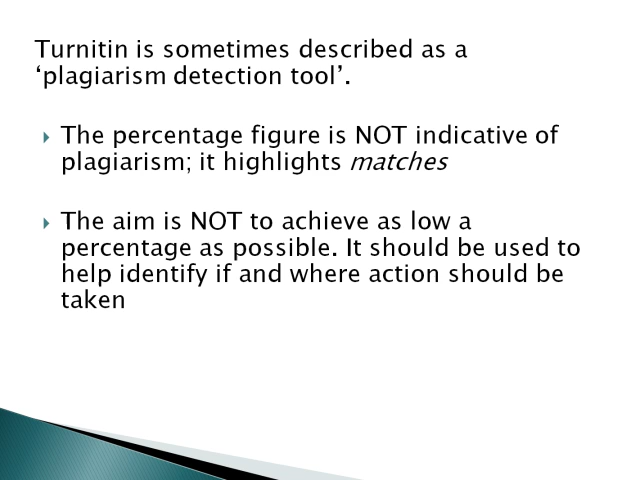 Turnitin is sometimes described as a
‘plagiarism detection tool’.
The percentage figure is NOT indicative of
plagiarism; it highlights matches
The aim is NOT to achieve as low a
percentage as possible. It should be used to
help identify if and where action should be
taken